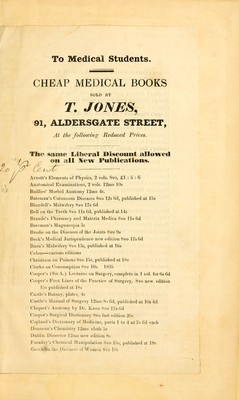 To Medical Students.
CHEAP MEDICAL BOOKS
SOLD BY
T. JONES,
91, ALDERSGATE STREET,
At the following Reduced Prices.
The same Liberal Discount allowed
on all New Publications.
20 p Cent
Arnott's Elements of Physics, 2 vols. 8vo, £1 : 5 : 6
Anatomical Examinations, 2 vols. 12mo 10s
Baillies' Morbid Anatomy 12mo 4s.
Bateman's Cutaneous Diseases 8vo 12s 6d, published at 15s
Blundell's Midwifery 8vo 12s 6d
Bell on the Teeth 8vo 11s 6d, published at 14s
Brande's Pharmacy and Materia Medica 8vo 11s 6d
Bowman's Magnacopia 5s
Brodie on the Diseases of the Joints 8vo 9s
Beck's Medical Jurisprudence new edition 8vo 17s 6d
Burn's Midwifery 8vo 13s, published at 16s
Celsus—various editions
Christison on Poisons 8vo 15s, published at 18s
Clarke on Consumption 8vo 10s. 1835
Cooper's (Sir A.) Lectures on Surgery, complete in 1 vol. for 6s 6d
Cooper's First Lines of the Practice of Surgery, 8vo new edition
15s published at 18s
Castle's Botany, plates, 4s
Castle's Manual of Surgery 12mo 8s 6d, published at 10s 6d
Cloquet's Anatomy by Dr. Knox 8vo 17s 6d
Cooper's Surgical Dictionary 8vo last edition 20s.
Copland's Dictionary of Medicine, parts 1 to 4 at 7s 6d each
Donovan's Chemistry 12mo cloth 5s
Dublin Dissector 12mo new edition 8s
Faraday's Chemical Manipulation 8vo 15s, published at 18s
on the Diseases of Women 8vo 10s